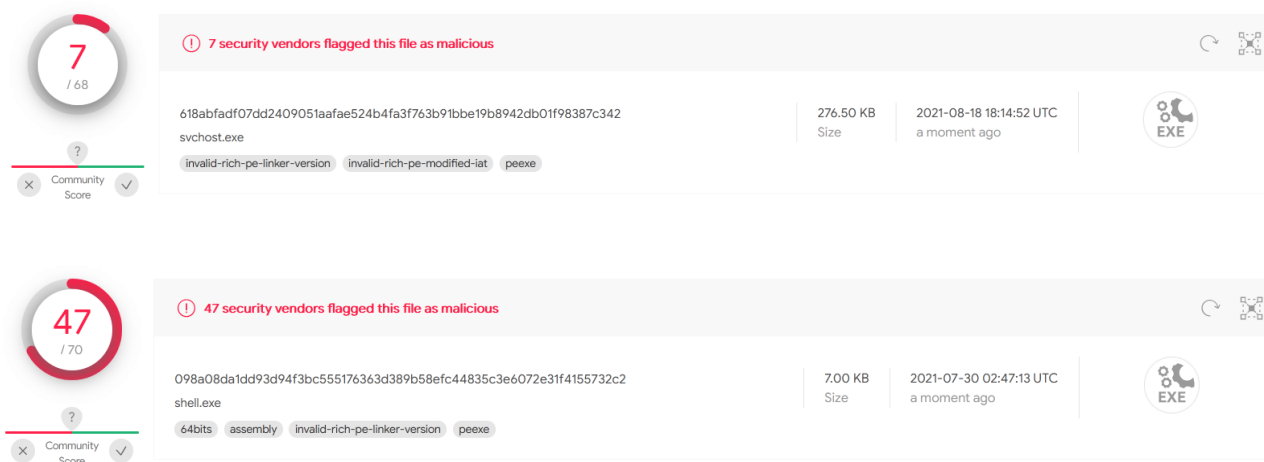 7
/ 68
7 security vendors flagged this file as malicious
618abfadf07dd2409051aafae524b4fa3f763b91bbe19b8942db01f98387c342
svchost.exe
invalid-rich-pe-linker-version invalid-rich-pe-modified-iat peexe
276.50 KB
Size
2021-08-18 18:14:52 UTC
a moment ago
EXE
?
Community
Score
47
/ 70
47 security vendors flagged this file as malicious
098a08da1dd93d94f3bc555176363d389b58efc44835c3e6072e31f4155732c2
shell.exe
64bits assembly invalid-rich-pe-linker-version peexe
7.00 KB
Size
2021-07-30 02:47:13 UTC
a moment ago
EXE
?
Community
Score